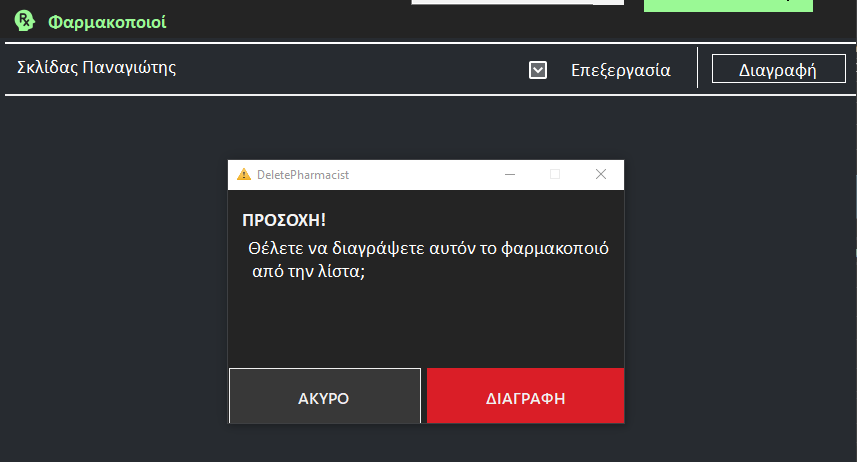 Φαρμακοποιοί
Σκλίδας Παναγιώτης
Επεξεργασία
Διαγραφή
DeletePharmacist
ΠΡΟΣΟΧΗ!
Θέλετε να διαγράψετε αυτόν το φαρμακοποιό
από την λίστα;
ΑΚΥΡΟ
ΔΙΑΓΡΑΦΗ